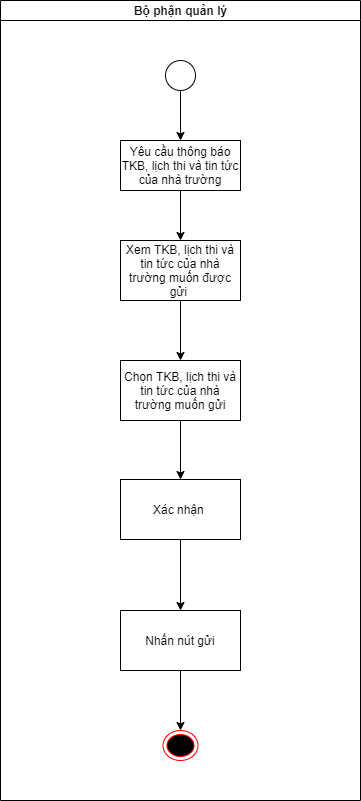 Bộ phận quản lý
Yêu cầu thông báo
TKB, lịch thi và tin tức
của nhà trường
Xem TKB, lịch thi và
tin tức của nhà
trường muốn được
gửi
Chọn TKB, lịch thi và
tin tức của nhà
trường muốn gửi
Xác nhận
Nhấn nút gửi